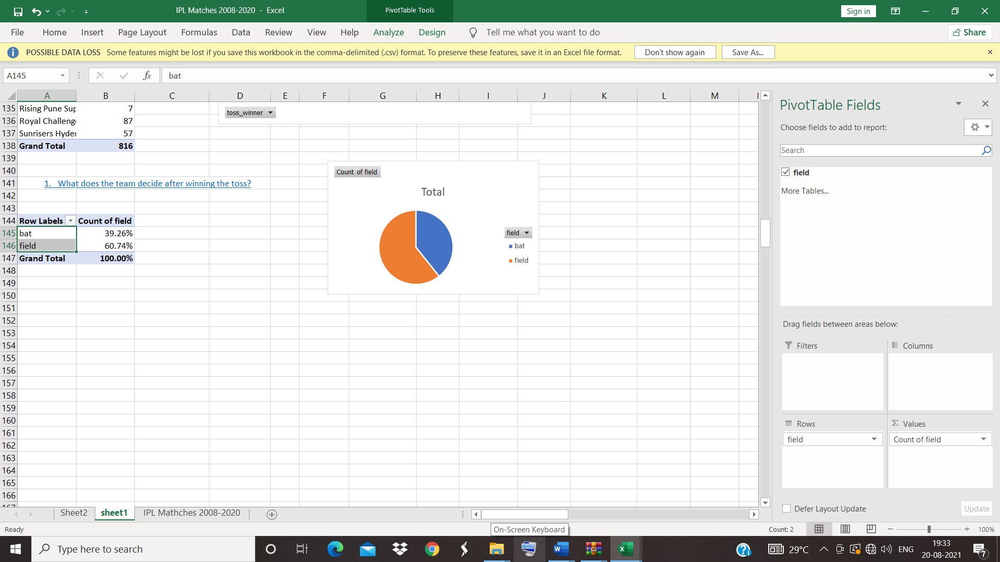 IPL Matches 2008-2020 - Excel
PivotTable Tools
Sign in
File Home Insert Page Layout Formulas Data Review View Help Analyze Design Tell me what you want to do Share
POSSIBLE DATA LOSS Some features might be lost if you save this workbook in the comma-delimited (.csv) format. To preserve these features, save it in an Excel file format. Don't show again Save As...
A145 fx bat
A B C D E F G H I J K L M
135 Rising Pune Sup 7
toss_winner
136 Royal Challenge 87
137 Sunrisers Hyder 57
138 Grand Total 816
139
140
141 1. What does the team decide after winning the toss?
142
143
144 Row Labels Count of field
145 bat 39.26%
146 field 60.74%
147 Grand Total 100.00%
148
149
150
151
152
153
154
155
156
157
158
159
160
161
162
163
164
165
166
Count of field
Total
field
bat
field
PivotTable Fields
Choose fields to add to report:
Search
field
More Tables...
Drag fields between areas below:
Filters Columns
Rows Values
field Count of field
Defer Layout Update Update
Sheet2 sheet1 IPL Mathches 2008-2020
Ready On-Screen Keyboard Count: 2 100%
Type here to search
29°C ENG
19:33
20-08-2021
7